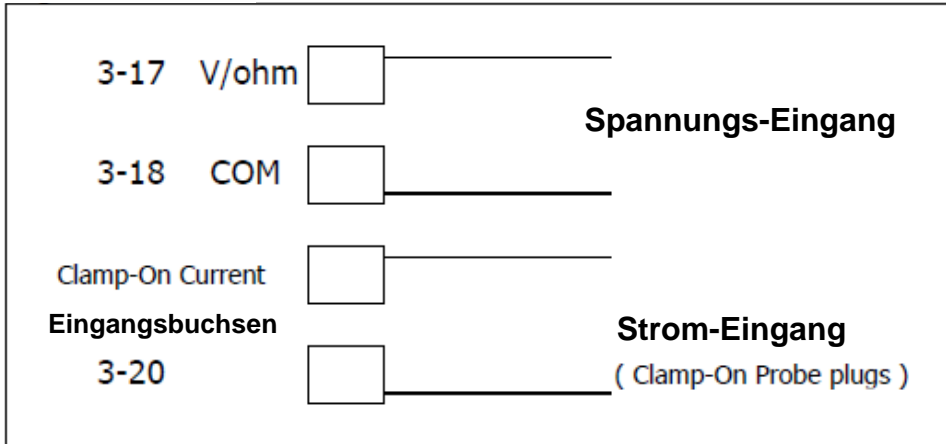 3-17 V/ohm
Spannungs-Eingang
3-18 COM
Clamp-On Current
Eingangsbuchsen
3-20
Strom-Eingang
( Clamp-On Probe plugs )